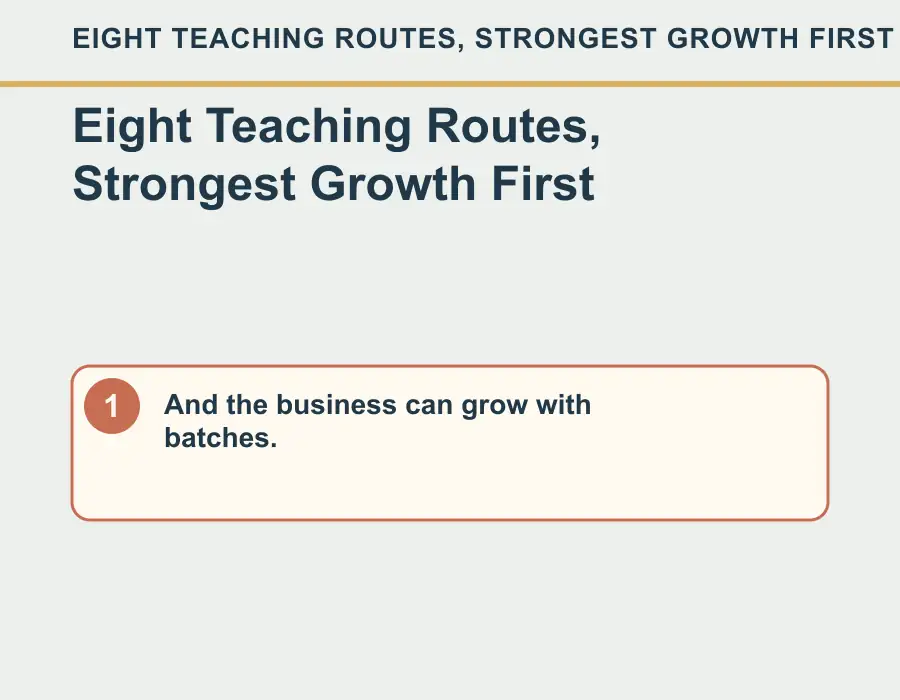 EIGHT TEACHING ROUTES, STRONGEST GROWTH FIRST
Eight Teaching Routes,
Strongest Growth First
1
And the business can grow with
batches.